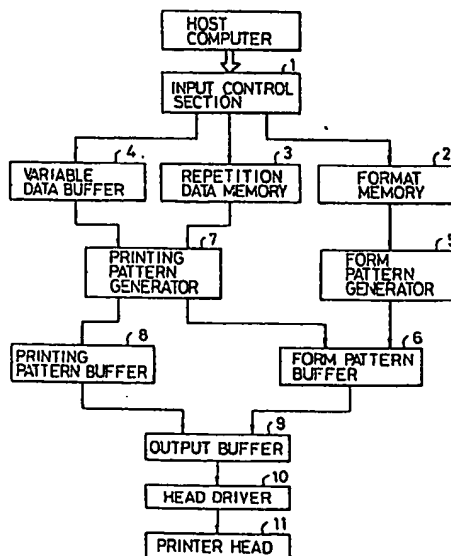 HOST
COMPUTER
1
INPUT CONTROL
SECTION
4
3
2
VARIABLE
DATA BUFFER
REPETITION
DATA MEMORY
FORMAT
MEMORY
7
5
PRINTING
PATTERN
GENERATOR
FORM
PATTERN
GENERATOR
8
6
PRINTING
PATTERN BUFFER
FORM PATTERN
BUFFER
9
OUTPUT BUFFER
10
HEAD DRIVER
11
PRINTER HEAD